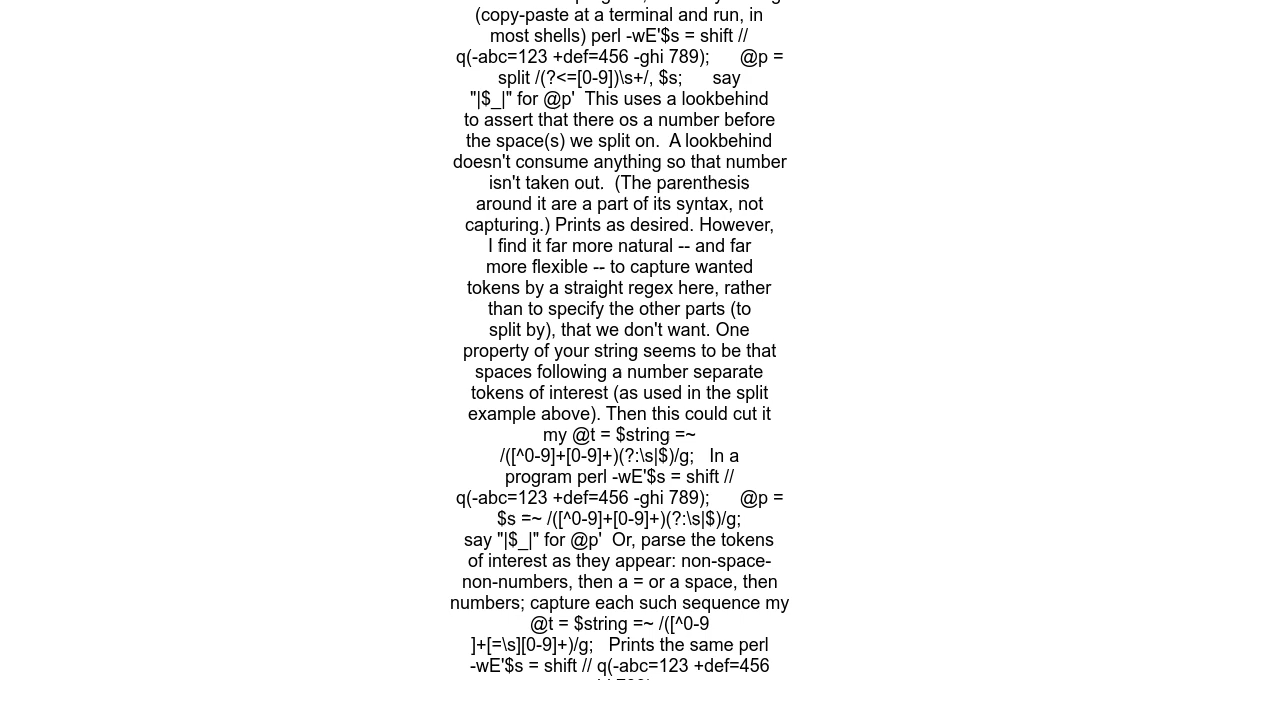 (copy-paste at a terminal and run, in
most shells) perl -wE'$s = shift //
q(-abc=123 +def=456 -ghi 789);      @p =
split /(?<=[0-9])\s+/, $s;      say
"|$_|" for @p'  This uses a lookbehind
to assert that there os a number before
the space(s) we split on.  A lookbehind
doesn't consume anything so that number
isn't taken out.  (The parenthesis
around it are a part of its syntax, not
capturing.) Prints as desired. However,
I find it far more natural -- and far
more flexible -- to capture wanted
tokens by a straight regex here, rather
than to specify the other parts (to
split by), that we don't want. One
property of your string seems to be that
spaces following a number separate
tokens of interest (as used in the split
example above). Then this could cut it
my @t = $string =~
/([^0-9]+[0-9]+)(?:\s|$)/g;   In a
program perl -wE'$s = shift //
q(-abc=123 +def=456 -ghi 789);      @p =
$s =~ /([^0-9]+[0-9]+)(?:\s|$)/g;
say "|$_|" for @p'  Or, parse the tokens
of interest as they appear: non-space-
non-numbers, then a = or a space, then
numbers; capture each such sequence my
@t = $string =~ /([^0-9
]+[=\s][0-9]+)/g;   Prints the same perl
-wE'$s = shift // q(-abc=123 +def=456